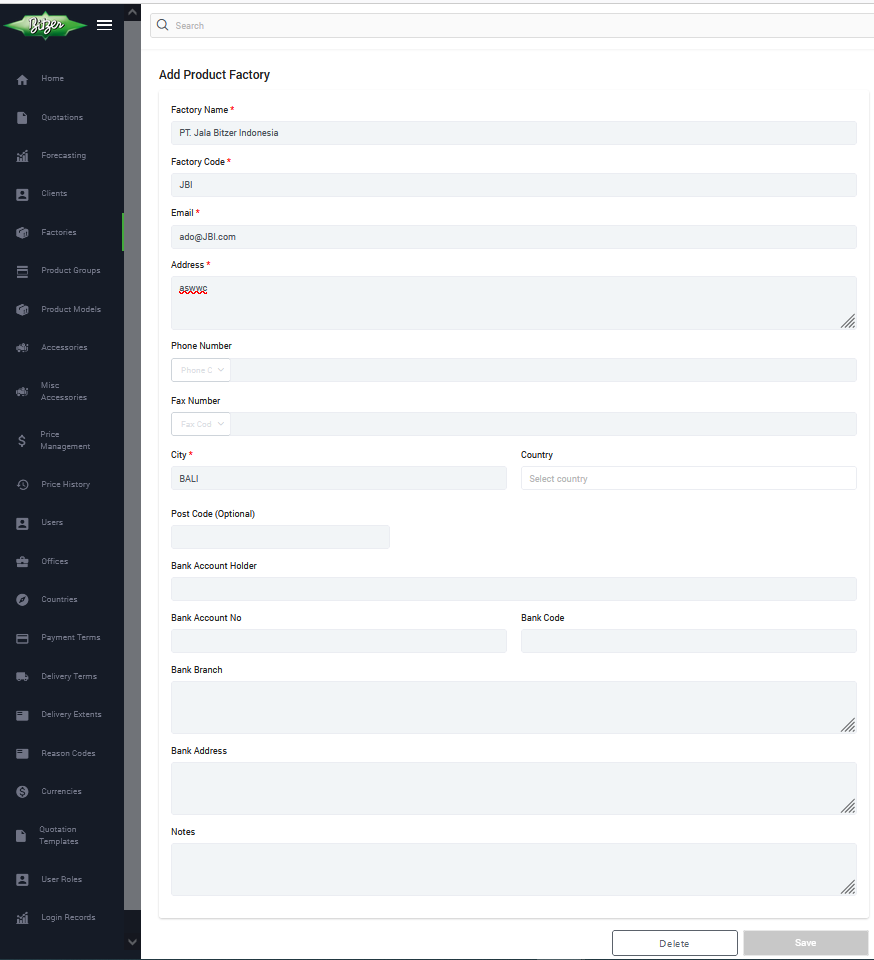 Bitzer
Search
Home
Quotations
Forecasting
Clients
Factories
Product Groups
Product Models
Accessories
Misc
Accessories
Price
Management
Price History
Users
Offices
Countries
Payment Terms
Delivery Terms
Delivery Extents
Reason Codes
Currencies
Quotation
Templates
User Roles
Login Records
Add Product Factory
Factory Name *
PT. Jala Bitzer Indonesia
Factory Code *
JBI
Email *
ado@JBI.com
Address *
aswwc
Phone Number
Phone C
Fax Number
Fax Cod
City * Country
BALI Select country
Post Code (Optional)
Bank Account Holder
Bank Account No Bank Code
Bank Branch
Bank Address
Notes
Delete Save